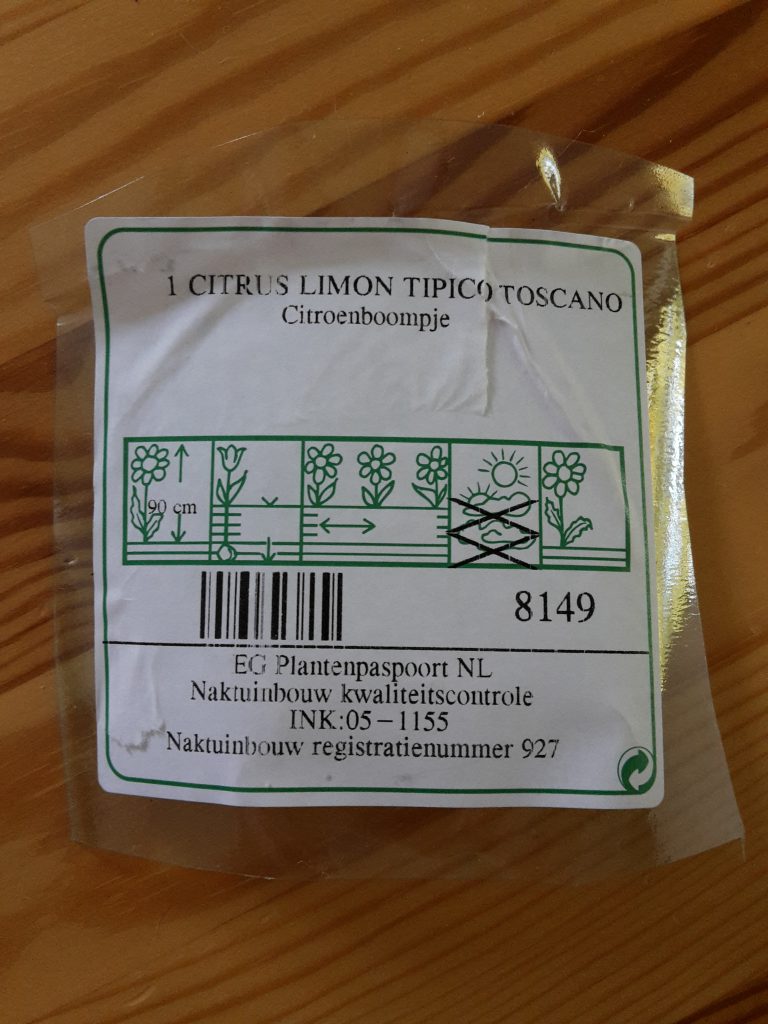 1 CITRUS LIMON TIPICO TOSCANO
Citroenboompje
90 cm
8149
EG Plantenpaspoort NL
Naktuinbouw kwaliteitscontrole
INK:05-1155
Naktuinbouw registratienummer 927